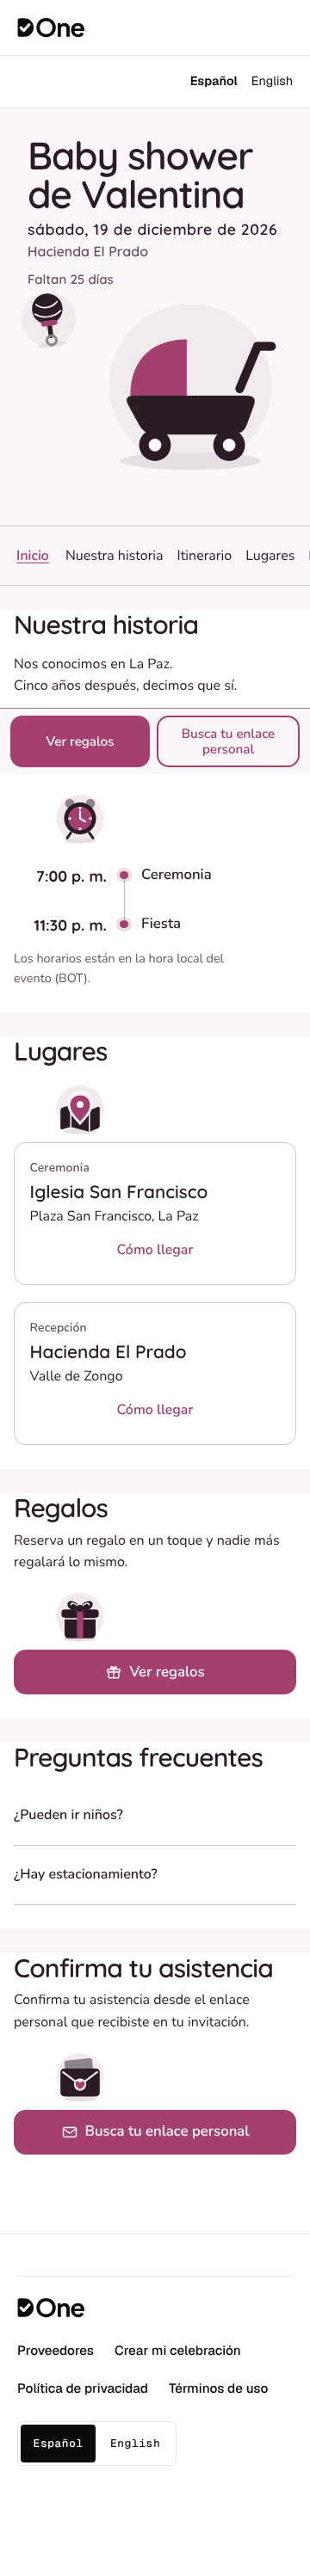 One
Español English
Baby shower
de Valentina
sábado, 19 de diciembre de 2026
Hacienda El Prado
Faltan 25 días
Inicio Nuestra historia Itinerario Lugares
Nuestra historia
Nos conocimos en La Paz.
Cinco años después, decimos que sí.
Ver regalos
Busca tu enlace
personal
7:00 p. m. Ceremonia
11:30 p. m. Fiesta
Los horarios están en la hora local del
evento (BOT).
Lugares
Ceremonia
Iglesia San Francisco
Plaza San Francisco, La Paz
Cómo llegar
Recepción
Hacienda El Prado
Valle de Zongo
Cómo llegar
Regalos
Reserva un regalo en un toque y nadie más
regalará lo mismo.
Ver regalos
Preguntas frecuentes
¿Pueden ir niños?
¿Hay estacionamiento?
Confirma tu asistencia
Confirma tu asistencia desde el enlace
personal que recibiste en tu invitación.
Busca tu enlace personal
One
Proveedores Crear mi celebración
Política de privacidad Términos de uso
Español English